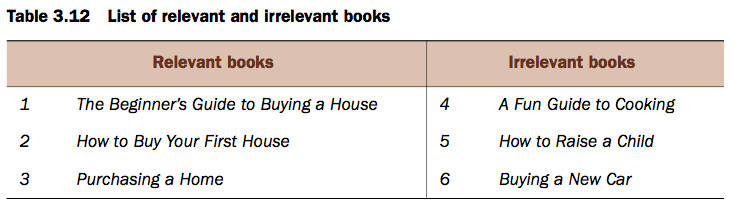 Table 3.12 List of relevant and irrelevant books
Relevant books Irrelevant books
1 The Beginner's Guide to Buying a House 4 A Fun Guide to Cooking
2 How to Buy Your First House 5 How to Raise a Child
3 Purchasing a Home 6 Buying a New Car